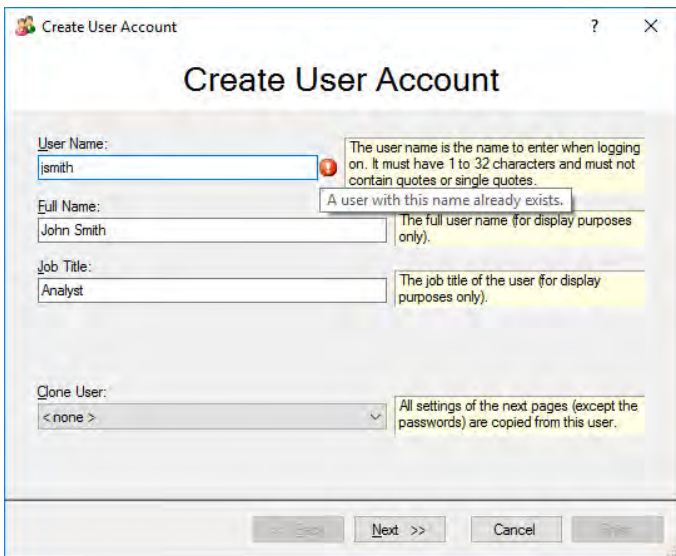 Create User Account
?
Create User Account
User Name:
jsmith
The user name is the name to enter when logging
on. It must have 1 to 32 characters and must not
contain quotes or single quotes.
A user with this name already exists.
Full Name:
John Smith
The full user name (for display purposes
only).
Job Title:
Analyst
The job title of the user (for display
purposes only).
Clone User:
< none >
All settings of the next pages (except the
passwords) are copied from this user.
<< Back
Next >>
Cancel
Finish